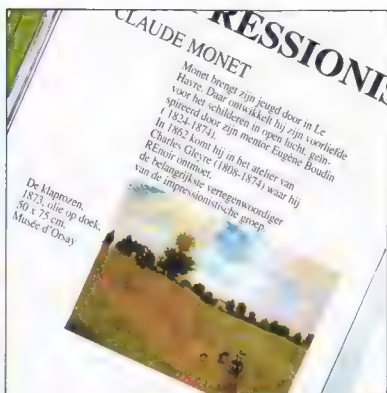 RESSIONIS
CLAUDE MONET
Monet brengt zijn jeugd door in Le
Havre. Daar ontwikkelt hij zijn voorliefde
voor het schilderen in open lucht, geïn-
spireerd door zijn mentor Eugène Boudin
( 1824-1874).
In 1862 komt hij in het atelier van
Charles Gleyre (1808-1874) waar hij
REnoir ontmoet.
de belangrijkste vertegenwoordiger
van de impressionistische groep.
De klaprozen,
1873, olie op doek,
50 x 75 cm.
Musée d'Orsay